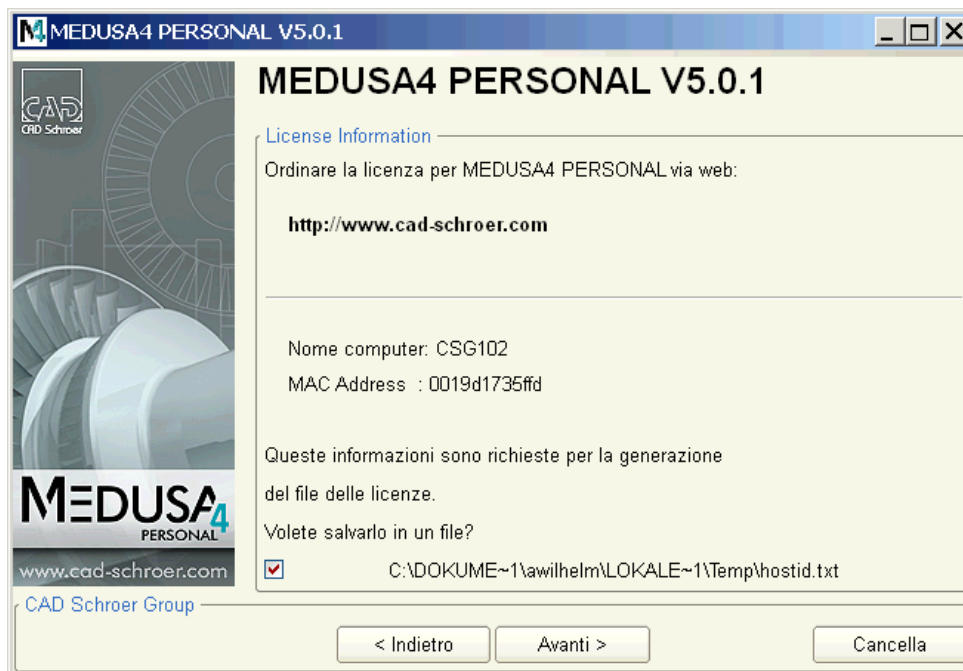 MEDUSA4 PERSONAL V5.0.1
CAD
CAD Schroer
MEDUSA4 PERSONAL V5.0.1
License Information
Ordinare la licenza per MEDUSA4 PERSONAL via web:
http://www.cad-schroer.com
Nome computer: CSG102
MAC Address : 0019d1735ffd
Queste informazioni sono richieste per la generazione
del file delle licenze.
Volete salvarlo in un file?
C:\DOKUME~1\awilhelm\LOKALE~1\Temp\hostid.txt
MEDUSA4
PERSONAL
www.cad-schroer.com
CAD Schroer Group
< Indietro
Avanti >
Cancella